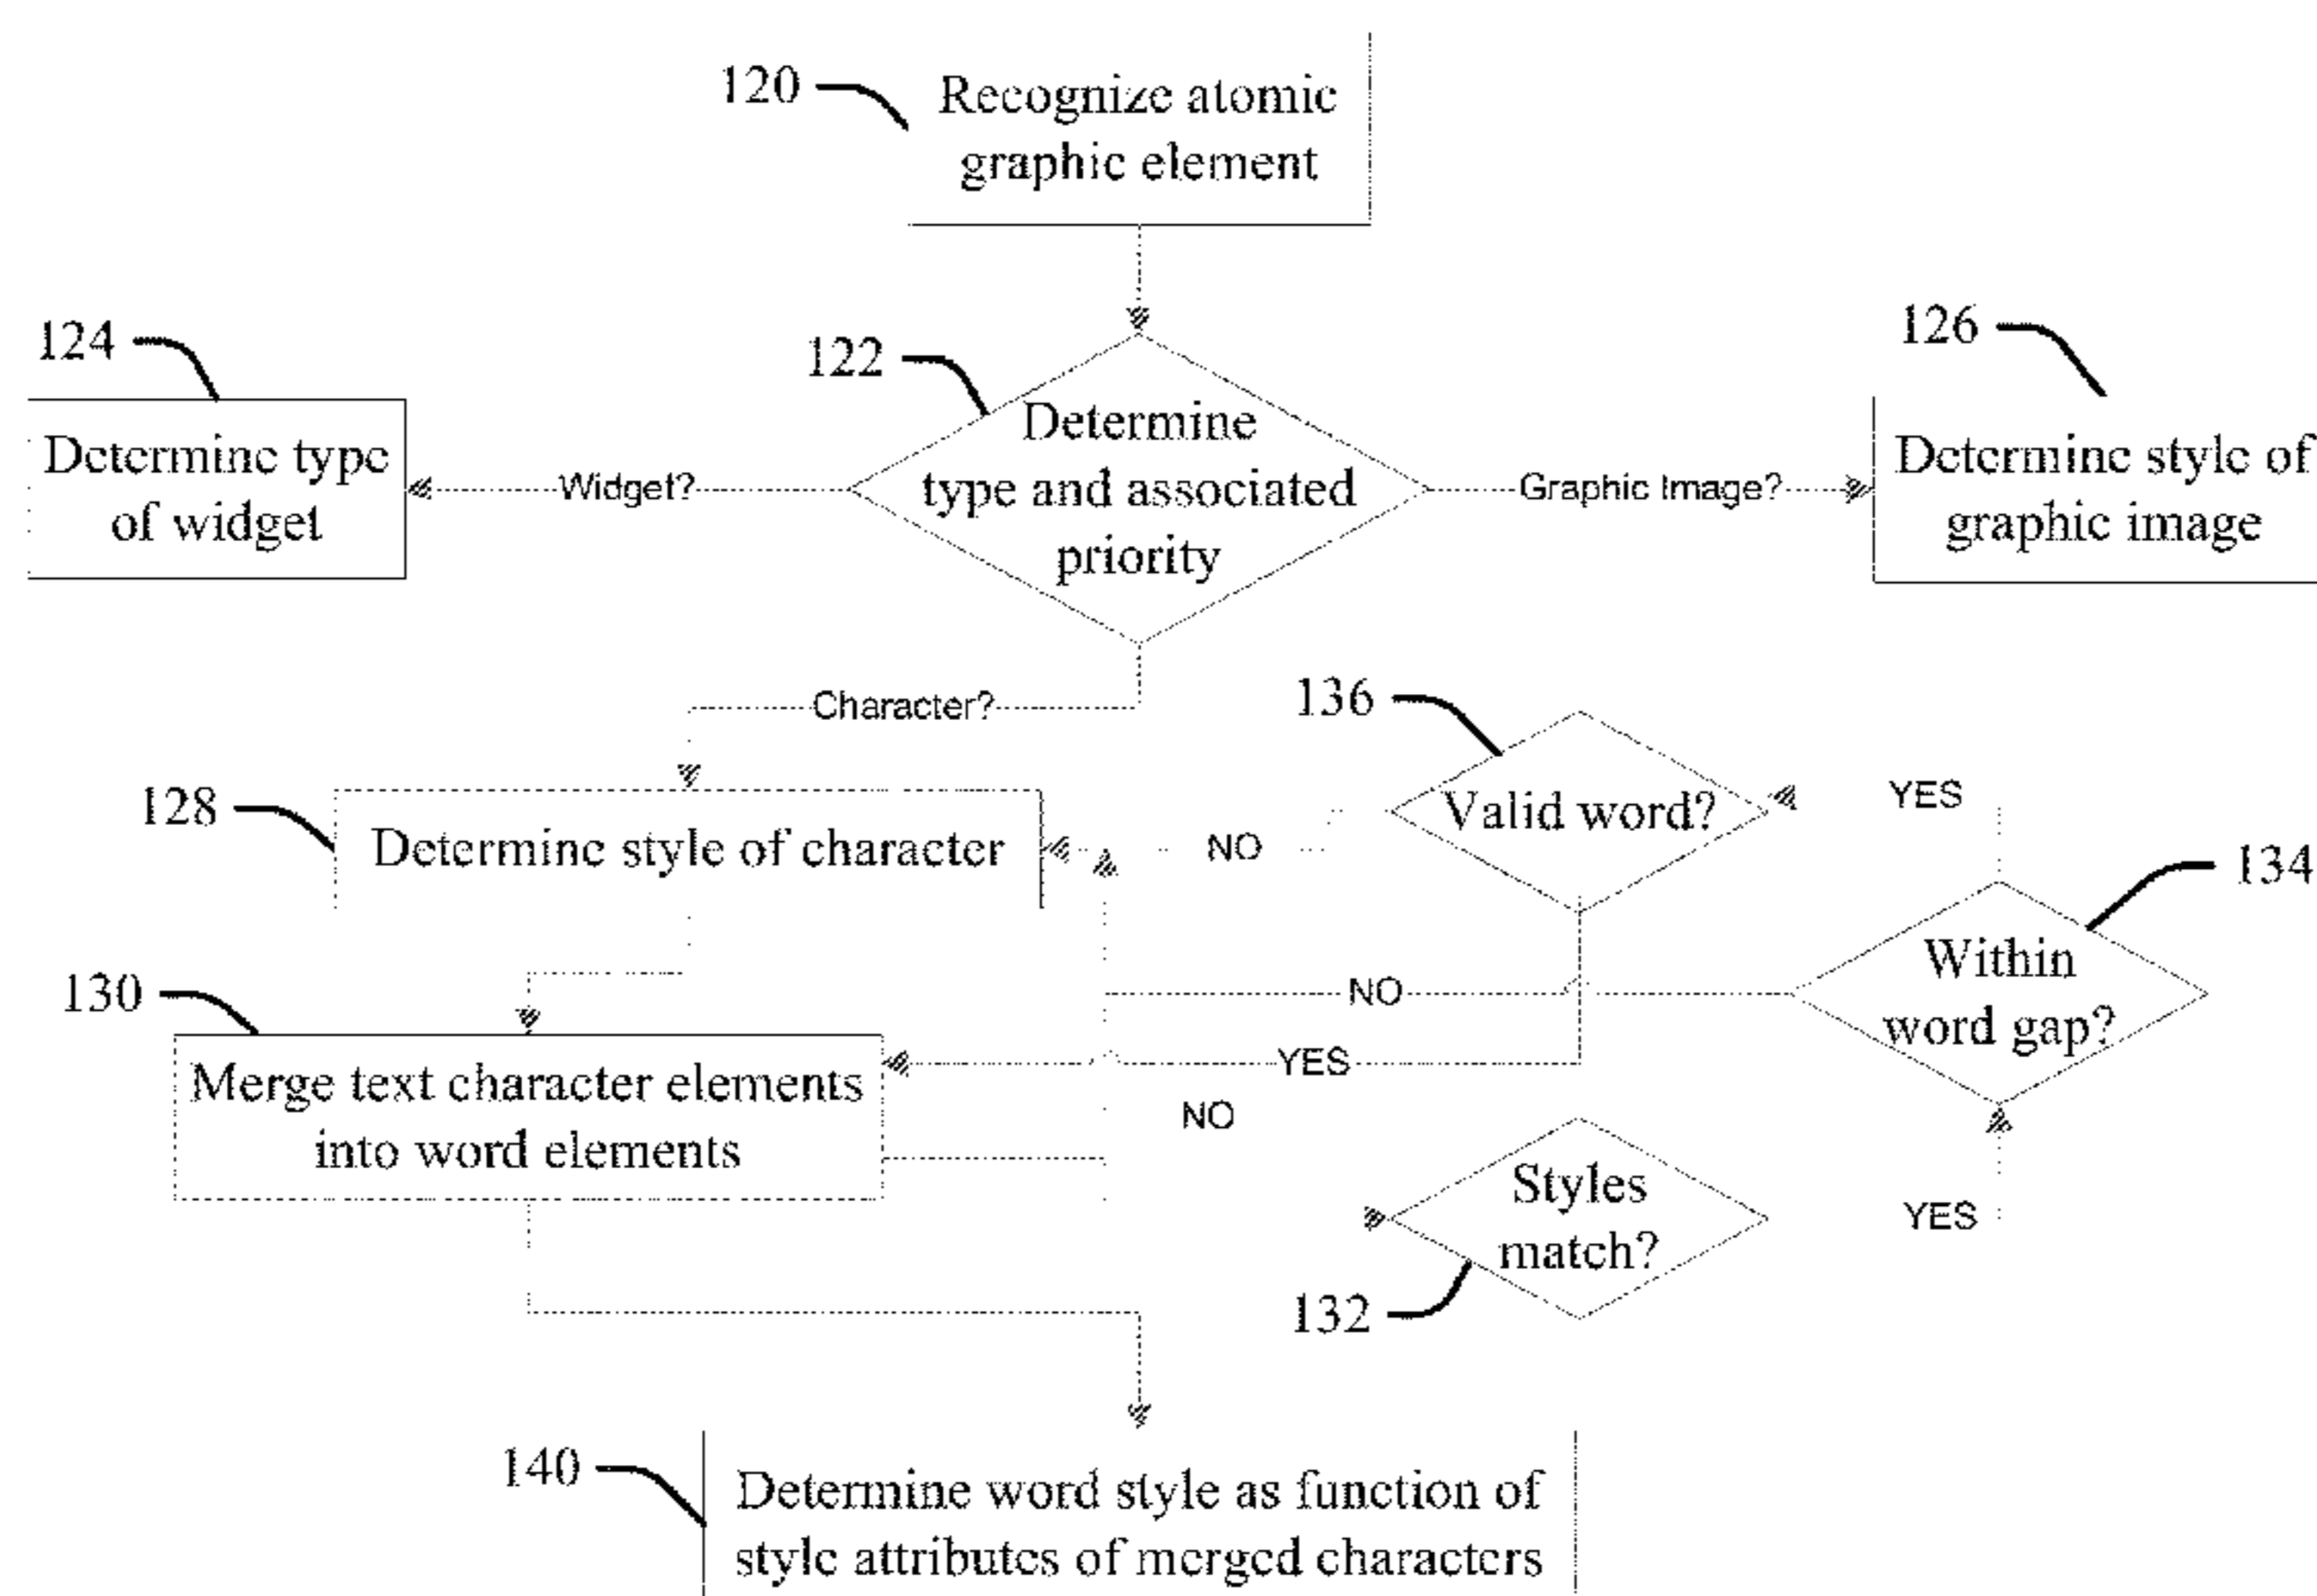 120
Recognize atomic
graphic element
124
122
126
Determine type
of widget
Widget?
Determine
type and associated
priority
Graphic Image?
Determine style of
graphic image
Character?
136
128
Determine style of character
NO
Valid word?
YES
134
130
NO
Within
word gap?
Merge text character elements
into word elements
YES
NO
Styles
match?
YES
132
140
Determine word style as function of
style attributes of merged characters